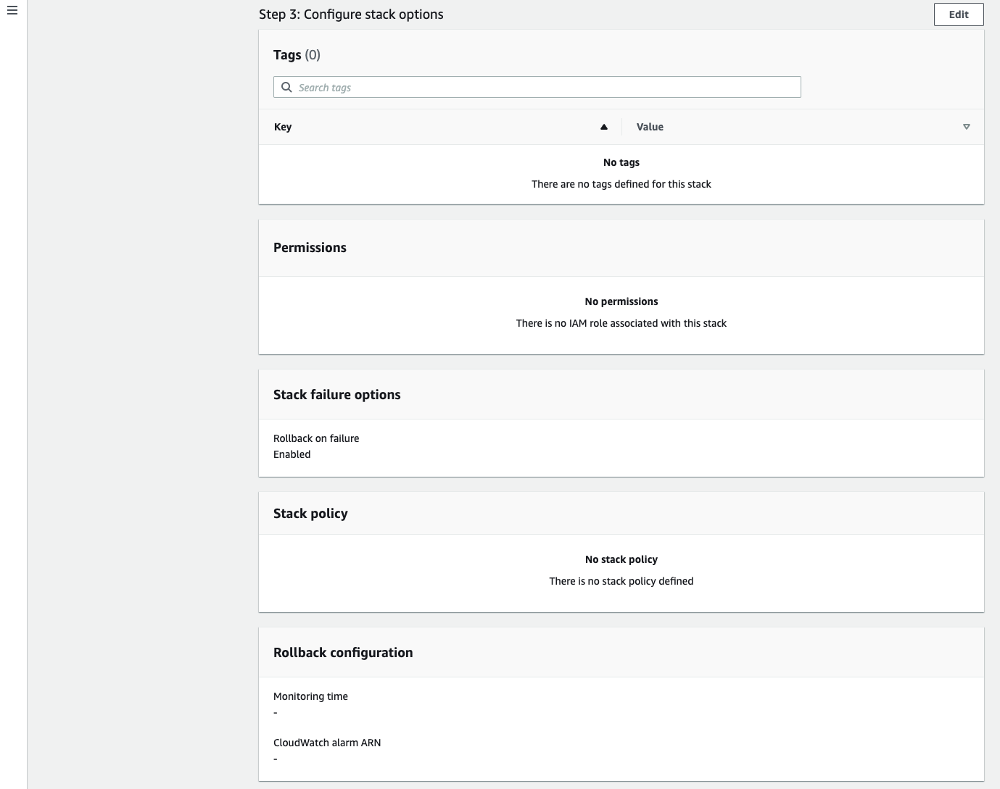 Step 3: Configure stack options
Edit
Tags (0)
Search tags
Key
Value
No tags
There are no tags defined for this stack
Permissions
No permissions
There is no IAM role associated with this stack
Stack failure options
Rollback on failure
Enabled
Stack policy
No stack policy
There is no stack policy defined
Rollback configuration
Monitoring time
-
CloudWatch alarm ARN
-